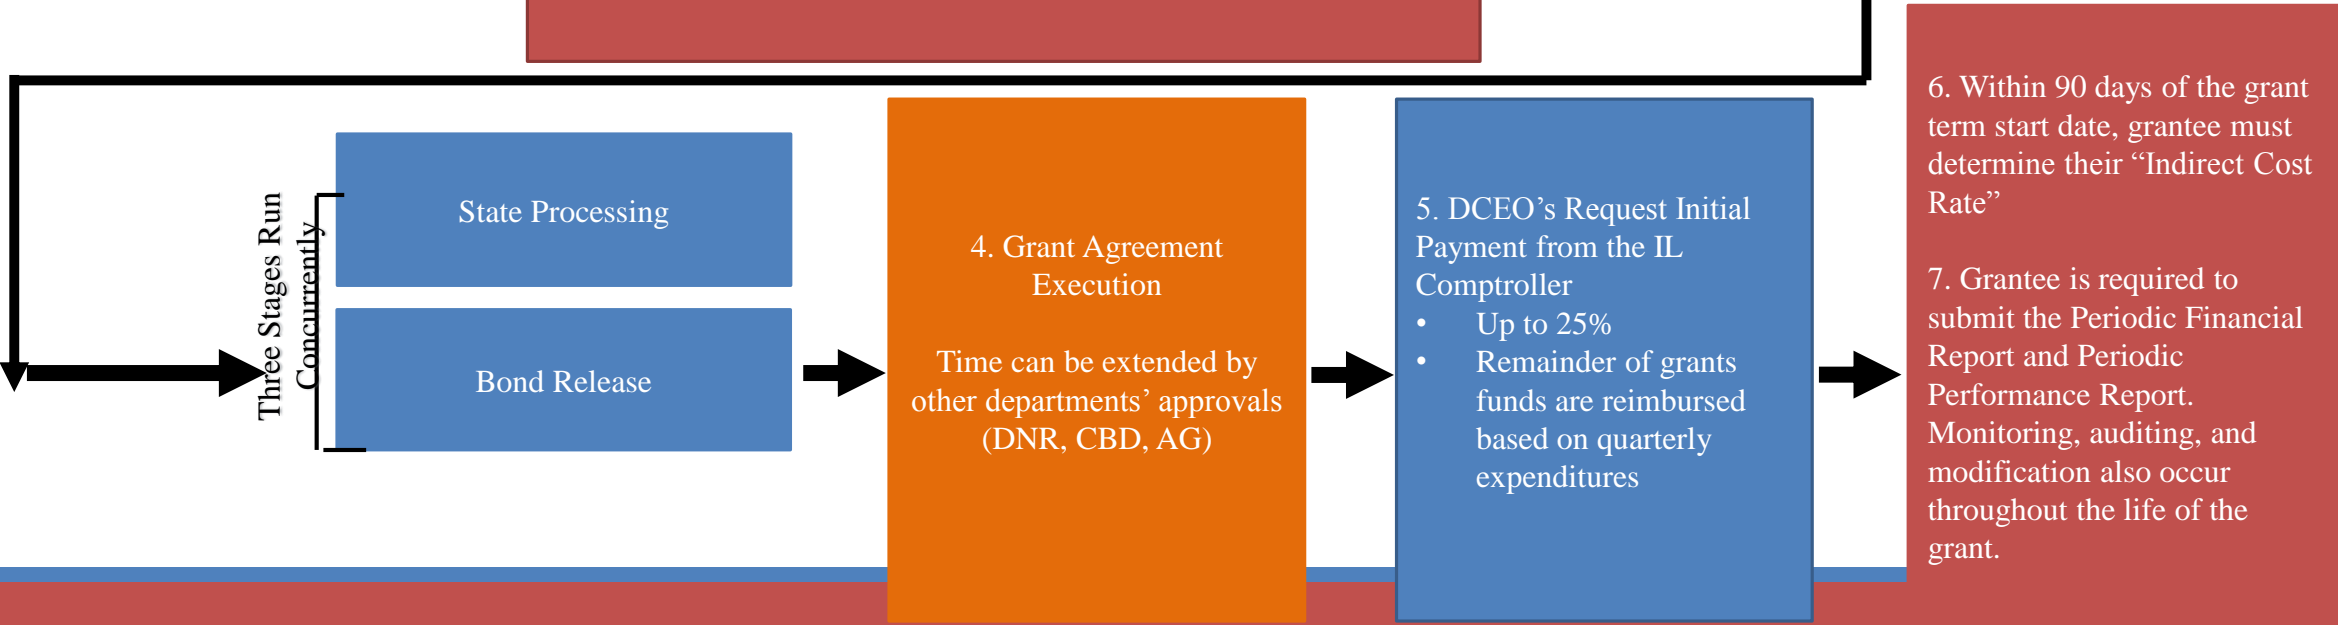 Three Stages Run
Concurrently
State Processing
Bond Release
4. Grant Agreement
Execution
Time can be extended by
other departments’ approvals
(DNR, CBD, AG)
5. DCEO’s Request Initial
Payment from the IL
Comptroller
• Up to 25%
• Remainder of grants
funds are reimbursed
based on quarterly
expenditures
6. Within 90 days of the grant
term start date, grantee must
determine their “Indirect Cost
Rate”
7. Grantee is required to
submit the Periodic Financial
Report and Periodic
Performance Report.
Monitoring, auditing, and
modification also occur
throughout the life of the
grant.